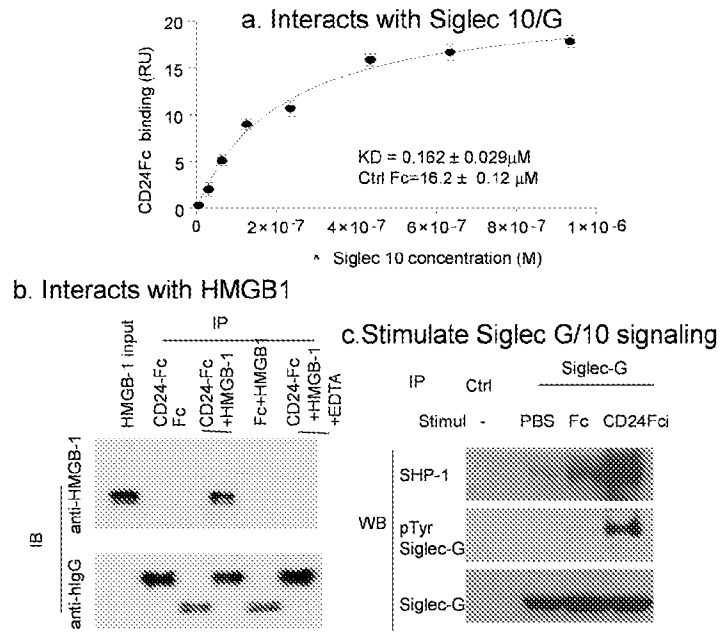 a. Interacts with Siglec 10/G
20
15
10
5
0
CD24Fc binding (RU)
KD = 0.162 ± 0.029µM
Ctrl Fc=16.2 ± 0.12 µM
0
2×10⁻⁷
4×10⁻⁷
6×10⁻⁷
8×10⁻⁷
1×10⁻⁶
^ Siglec 10 concentration (M)
b. Interacts with HMGB1
IP
HMGB-1 input
CD24-Fc
Fc
CD24-Fc
+HMGB-1
Fc+HMGB1
CD24-Fc
+HMGB-1
+EDTA
IB
anti-HMGB-1
anti-hIgG
c.Stimulate Siglec G/10 signaling
IP Ctrl Siglec-G
Stimul - PBS Fc CD24Fci
WB
SHP-1
pTyr
Siglec-G
Siglec-G